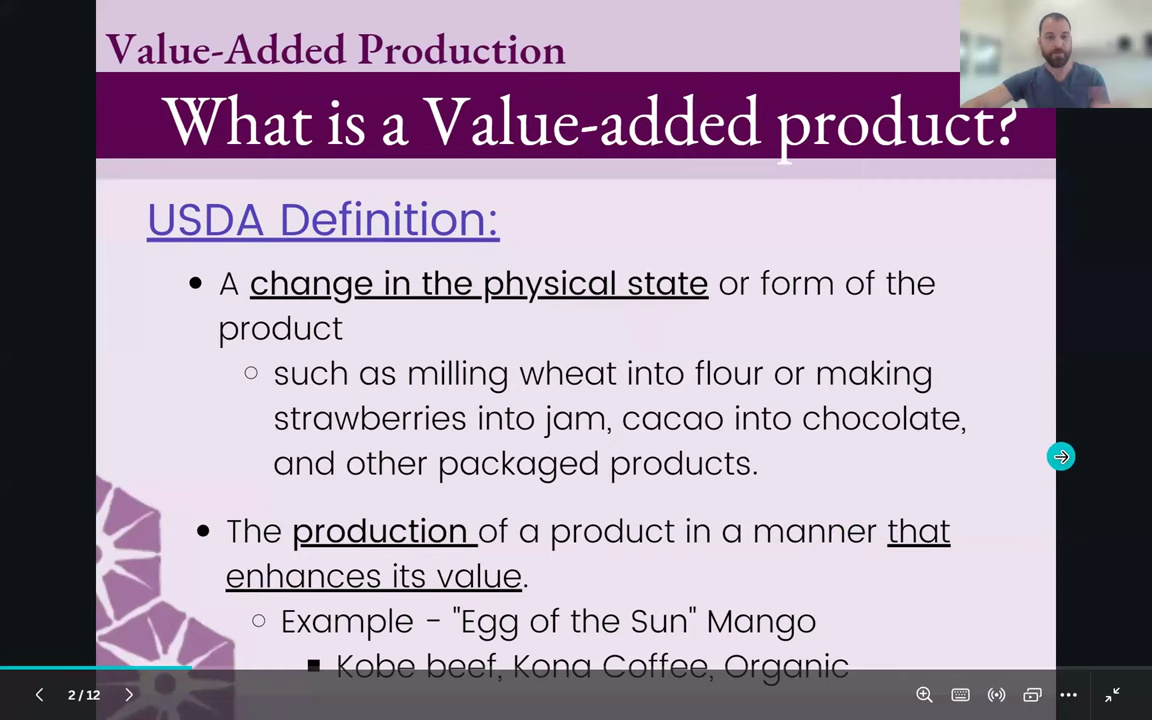 Value-Added Production
What is a Value-added product?
USDA Definition:
• A change in the physical state or form of the
product
○ such as milling wheat into flour or making
strawberries into jam, cacao into chocolate,
and other packaged products.
• The production of a product in a manner that
enhances its value.
○ Example - "Egg of the Sun" Mango
■ Kobe beef, Kona Coffee, Organic
2 / 12